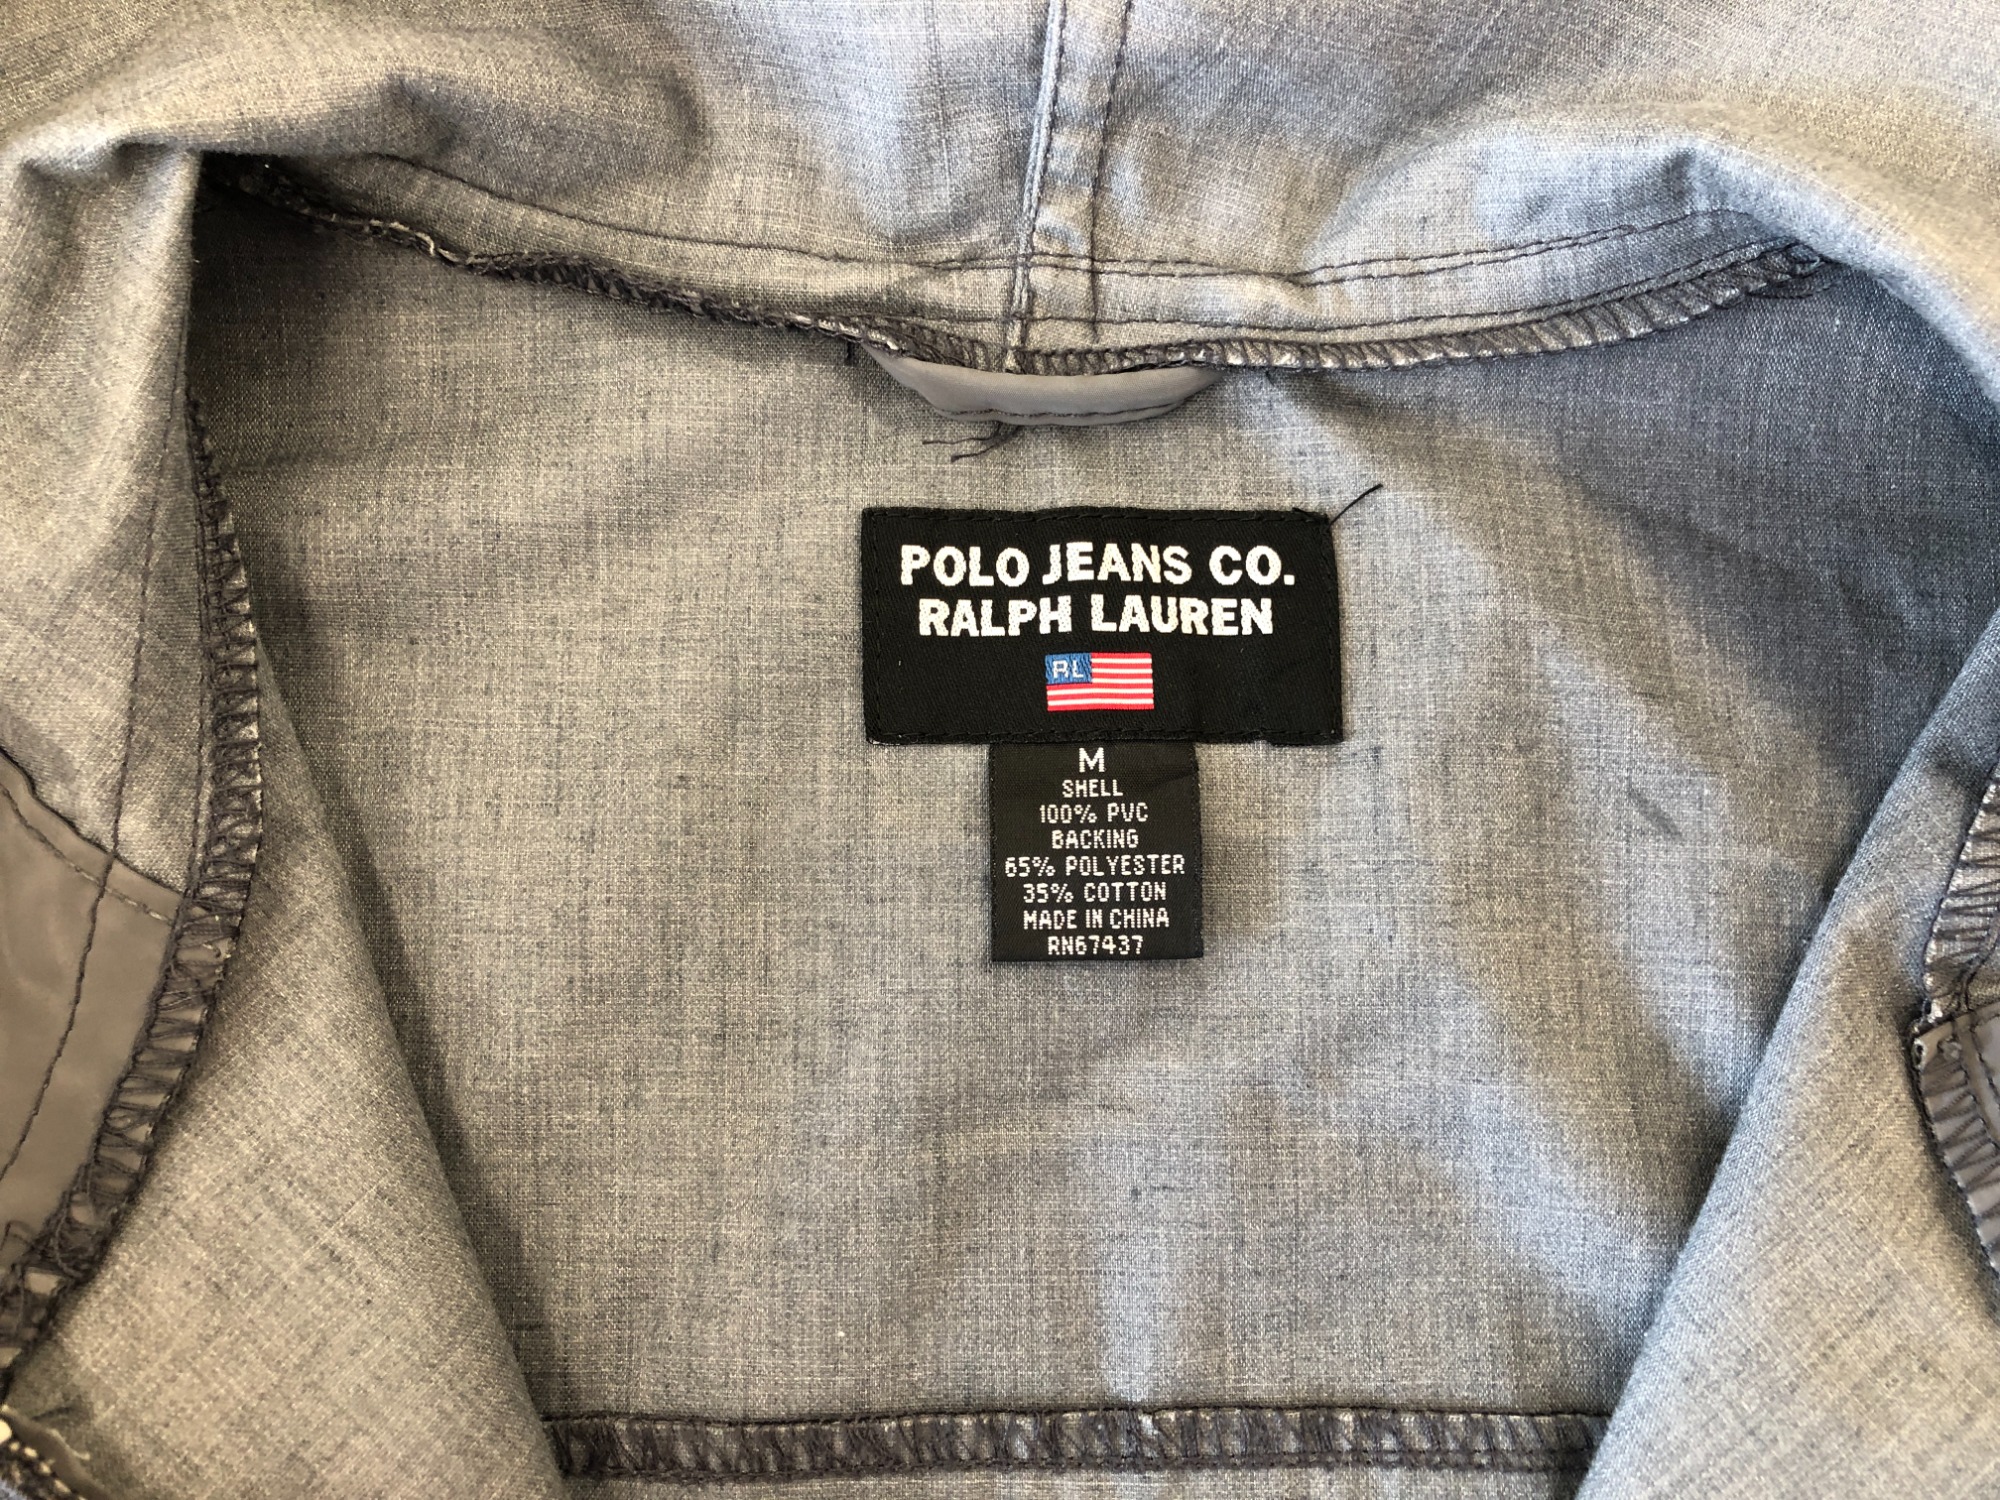 POLO JEANS CO.
RALPH LAUREN
RL
M
SHELL
100% PVC
BACKING
65% POLYESTER
35% COTTON
MADE IN CHINA
RN67437